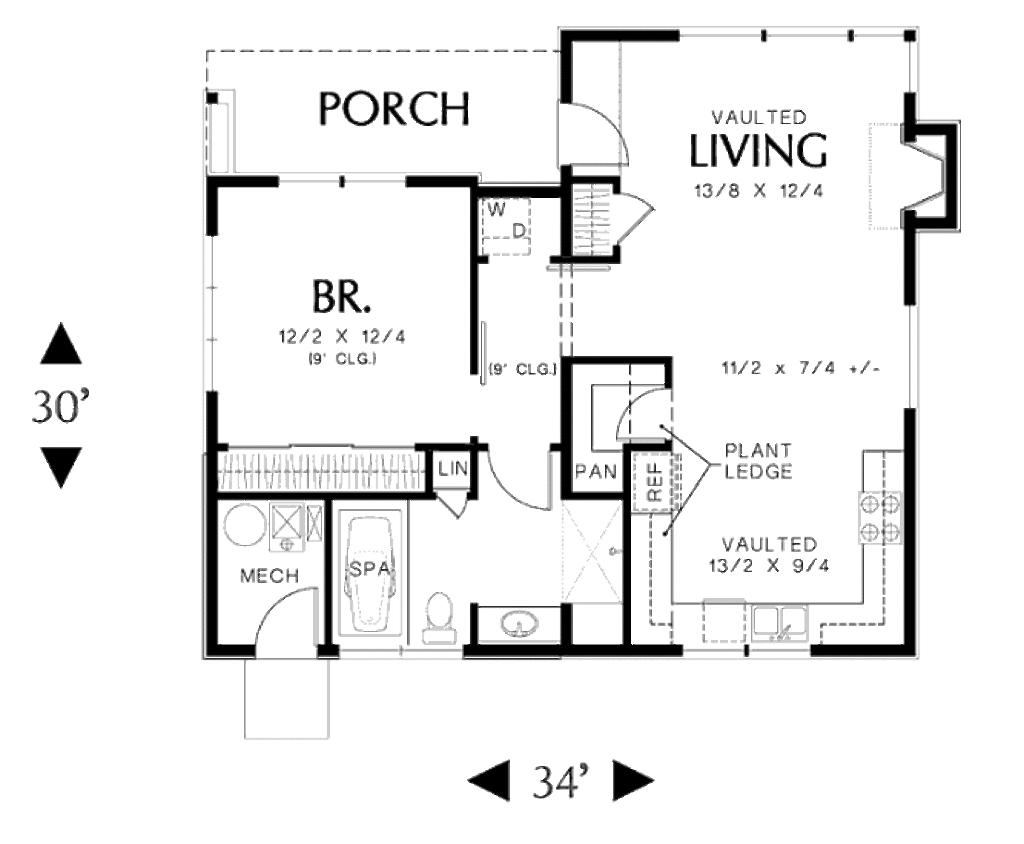 PORCH
VAULTED
LIVING
13/8 X 12/4
W
D
BR.
12/2 X 12/4
(9' CLG.)
(9' CLG.)
11/2 x 7/4 +/-
30'
PLANT
LEDGE
LIN
PAN
REF
VAULTED
13/2 X 9/4
MECH
SPA
34'